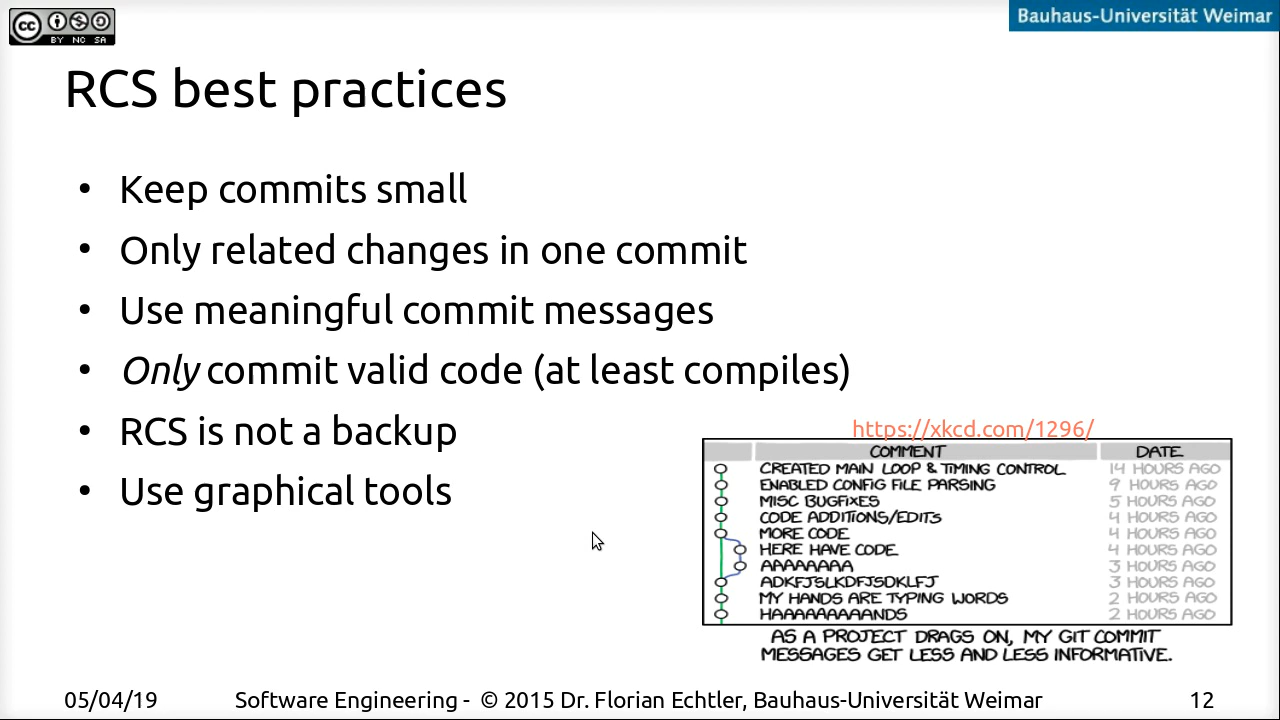 cc BY NC SA
Bauhaus-Universität Weimar
RCS best practices
• Keep commits small
• Only related changes in one commit
• Use meaningful commit messages
• Only commit valid code (at least compiles)
• RCS is not a backup
• Use graphical tools
https://xkcd.com/1296/
COMMENT DATE
CREATED MAIN LOOP & TIMING CONTROL 14 HOURS AGO
ENABLED CONFIG FILE PARSING 9 HOURS AGO
MISC BUGFIXES 5 HOURS AGO
CODE ADDITIONS/EDITS 4 HOURS AGO
MORE CODE 4 HOURS AGO
HERE HAVE CODE 4 HOURS AGO
AAAAAAAA 3 HOURS AGO
ADKFJSLKDFJSDKLFJ 3 HOURS AGO
MY HANDS ARE TYPING WORDS 2 HOURS AGO
HAAAAAAAAANDS 2 HOURS AGO
AS A PROJECT DRAGS ON, MY GIT COMMIT
MESSAGES GET LESS AND LESS INFORMATIVE.
05/04/19 Software Engineering - © 2015 Dr. Florian Echtler, Bauhaus-Universität Weimar 12